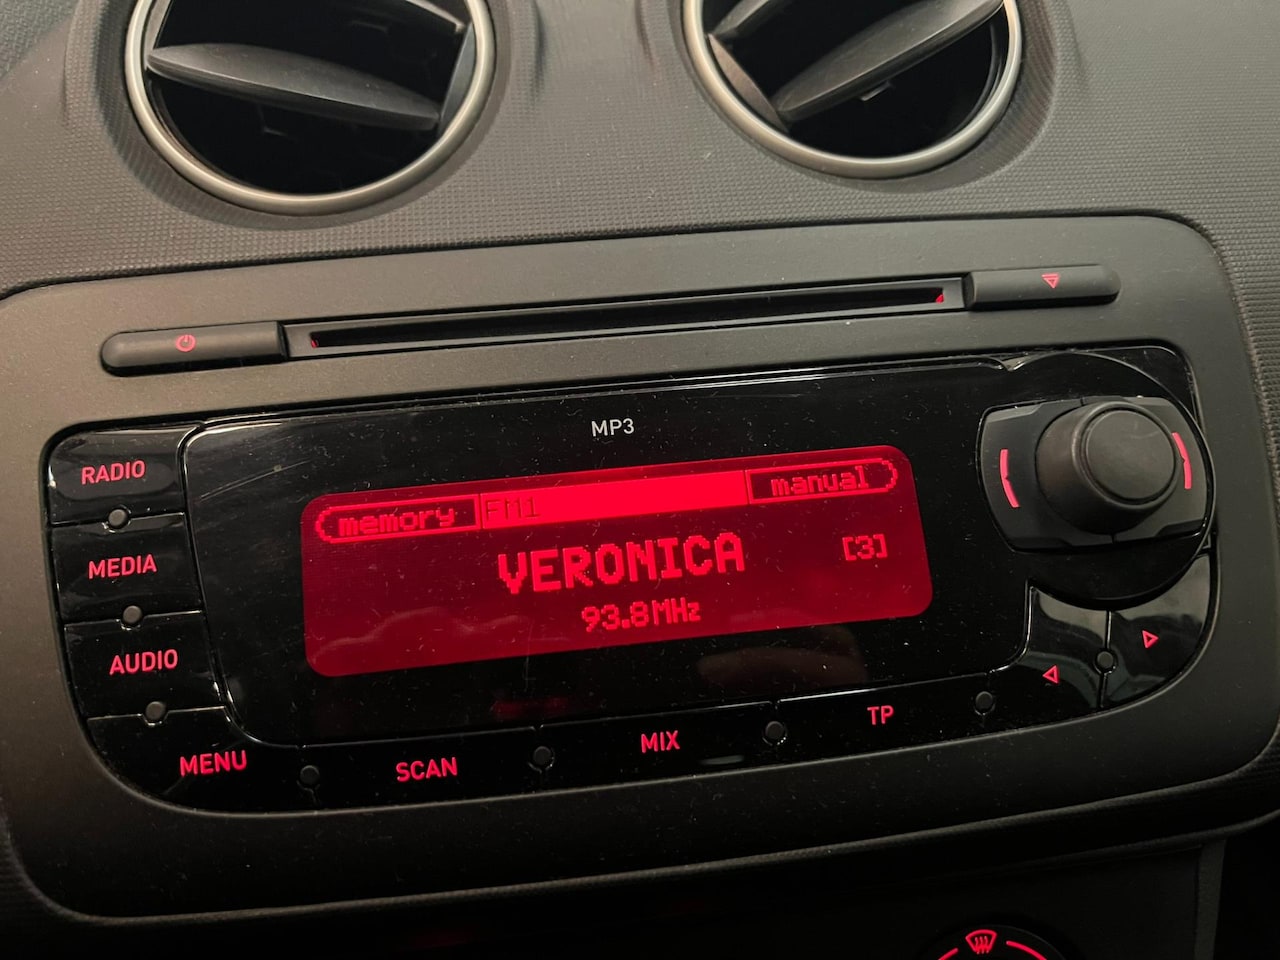 MP3
RADIO
memory FM1 manual
VERONICA [3]
93.8MHz
MEDIA
AUDIO
MENU
SCAN
MIX
TP